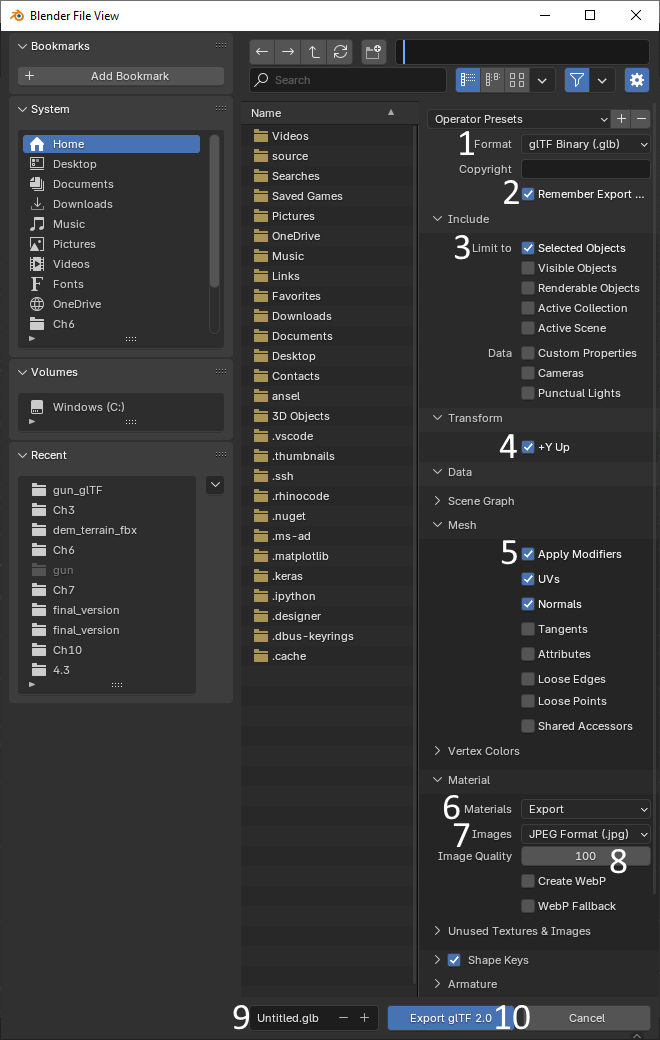 Blender File View
Bookmarks
Add Bookmark
System
Home
Desktop
Documents
Downloads
Music
Pictures
Videos
Fonts
OneDrive
Ch6
Volumes
Windows (C:)
Recent
gun_glTF
Ch3
dem_terrain_fbx
Ch6
gun
Ch7
final_version
final_version
Ch10
4.3
Search
Name
Videos
source
Searches
Saved Games
Pictures
OneDrive
Music
Links
Favorites
Downloads
Documents
Desktop
Contacts
ansel
3D Objects
.vscode
.thumbnails
.ssh
.rhinocode
.nuget
.ms-ad
.matplotlib
.keras
.ipython
.designer
.dbus-keyrings
.cache
Operator Presets
1 Format glTF Binary (.glb)
Copyright
2 Remember Export ...
Include
3 Limit to Selected Objects
Visible Objects
Renderable Objects
Active Collection
Active Scene
Data Custom Properties
Cameras
Punctual Lights
Transform
4 +Y Up
Data
Scene Graph
Mesh
5 Apply Modifiers
UVs
Normals
Tangents
Attributes
Loose Edges
Loose Points
Shared Accessors
Vertex Colors
Material
6 Materials Export
7 Images JPEG Format (.jpg)
Image Quality 100 8
Create WebP
WebP Fallback
Unused Textures & Images
Shape Keys
Armature
9 Untitled.glb Export glTF 2.0 10 Cancel